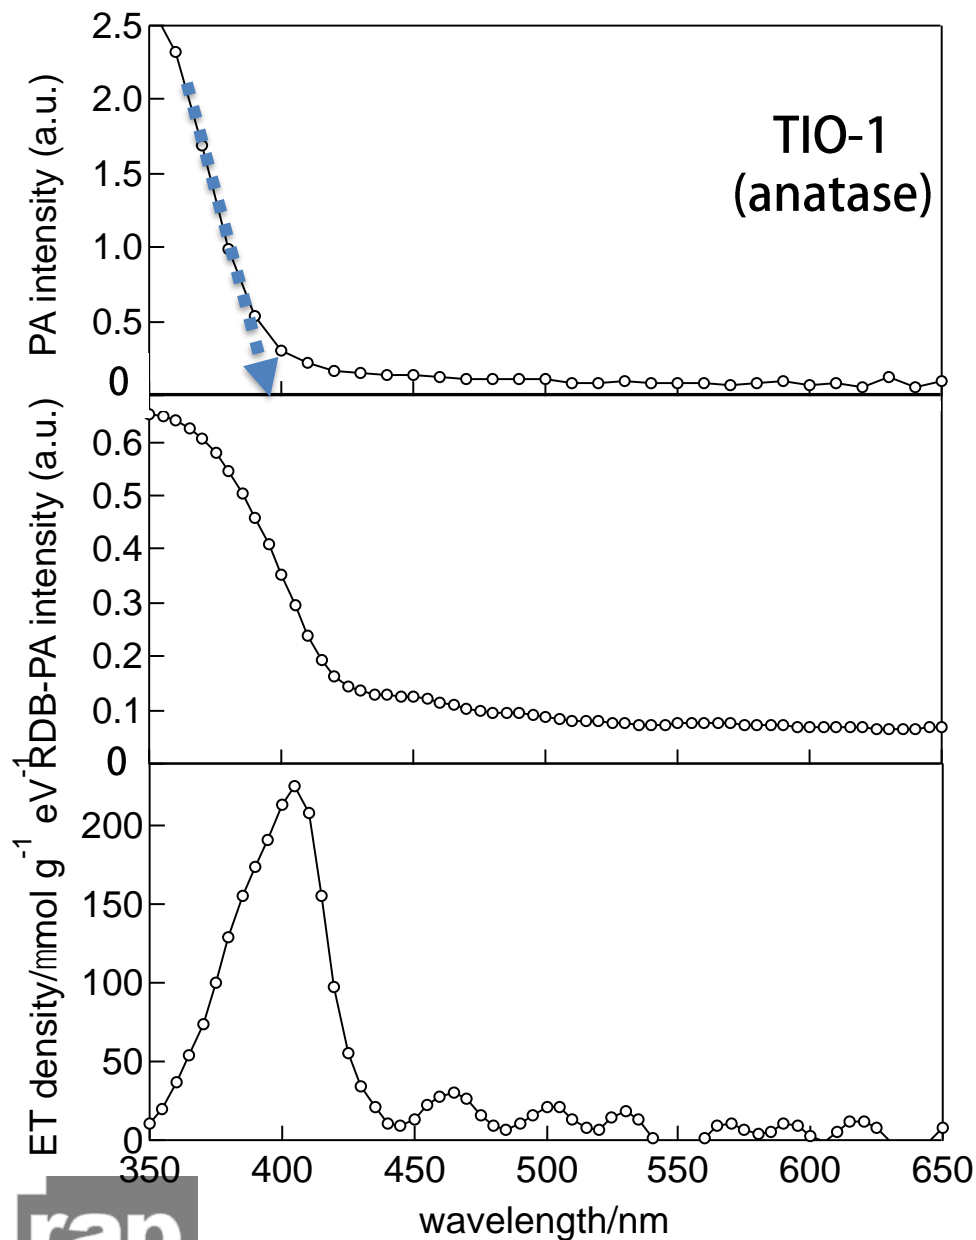 PA intensity (a.u.)
2.5
2.0
1.5
1.0
0.5
0
TIO-1
(anatase)
RDB-PA intensity (a.u.)
0.6
0.5
0.4
0.3
0.2
0.1
0
ET density/mmol g⁻¹ eV⁻¹
200
150
100
50
0
350 400 450 500 550 600 650
wavelength/nm